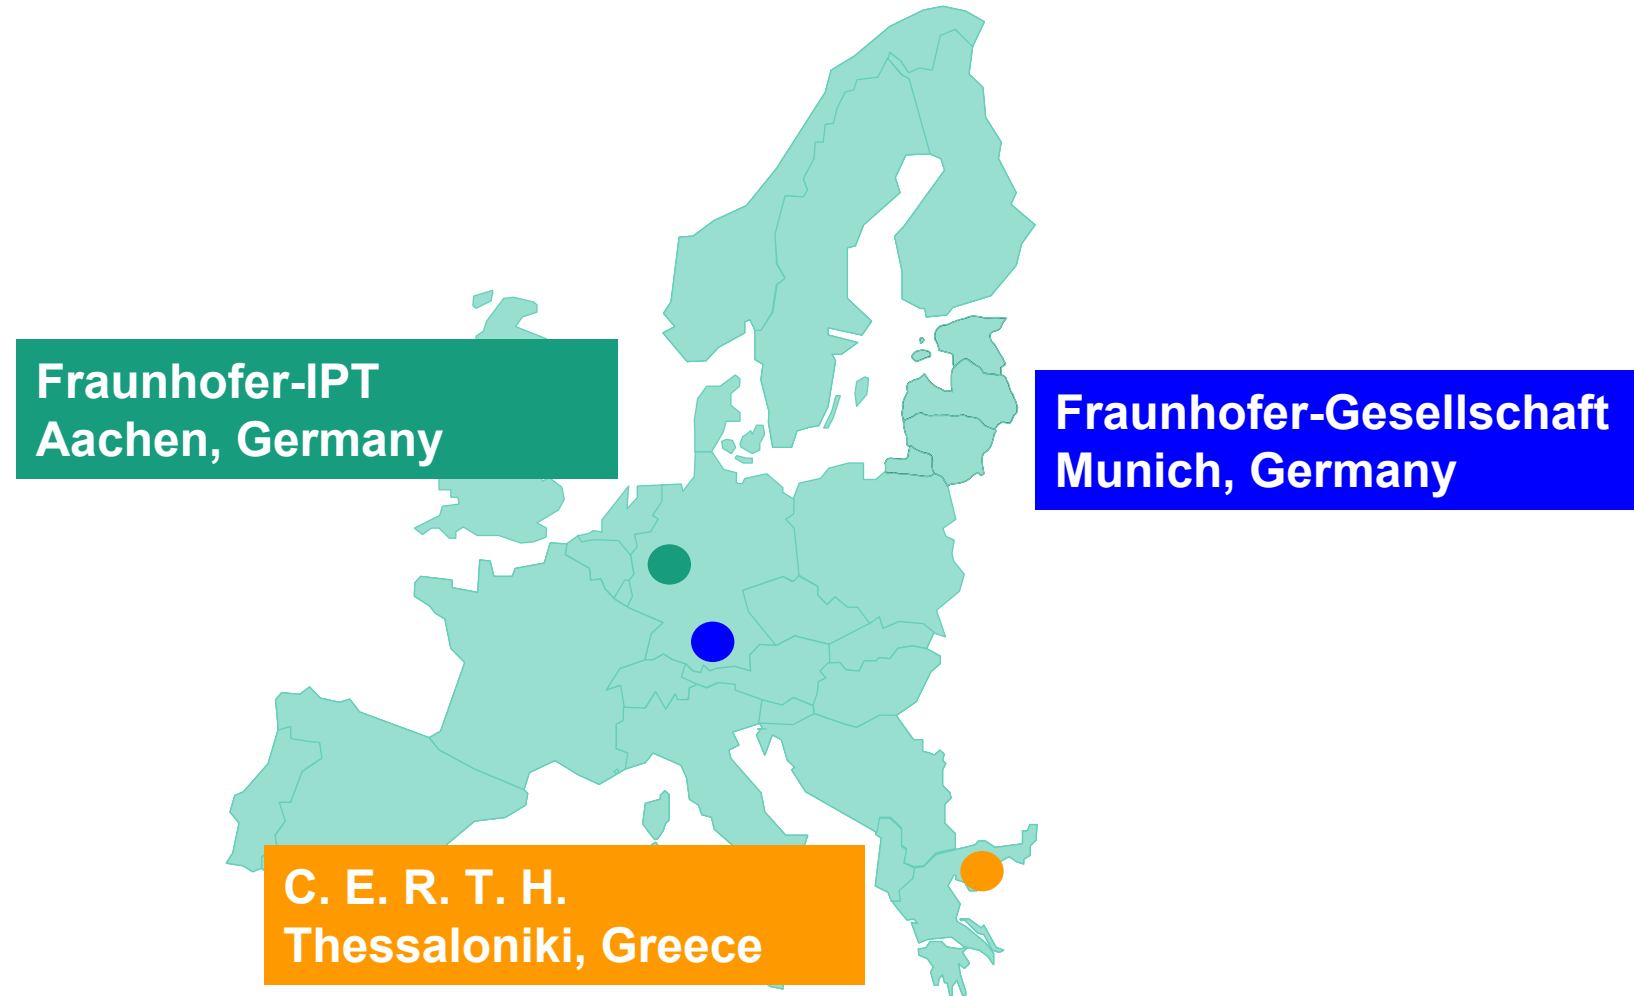 Fraunhofer-IPT
Aachen, Germany
Fraunhofer-Gesellschaft
Munich, Germany
C. E. R. T. H.
Thessaloniki, Greece